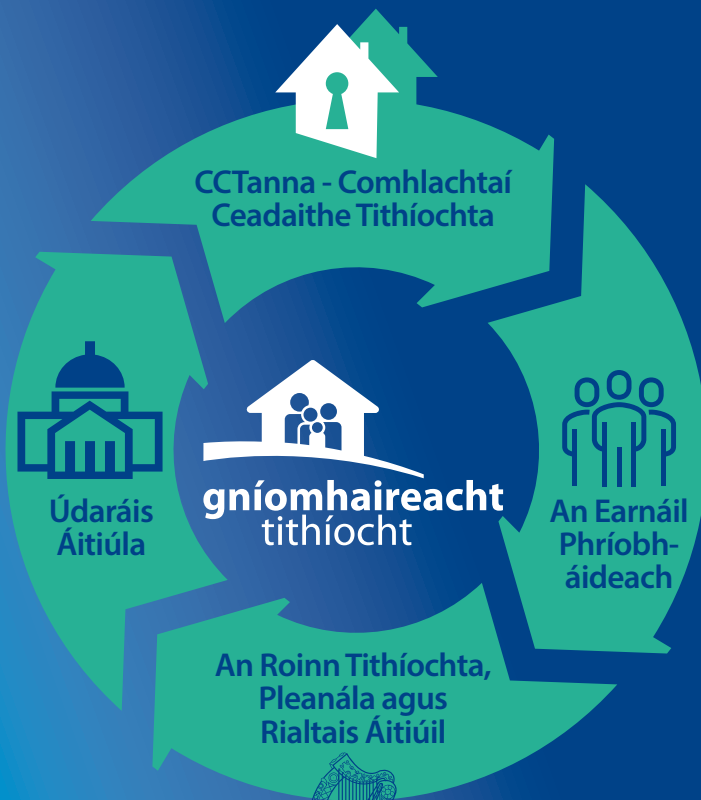 CCTanna - Comhlachtaí
Ceadaithe Tithíochta
An Earnáil
Phríobh-
áideach
An Roinn Tithíochta,
Pleanála agus
Rialtais Áitiúil
Údaráis
Áitiúla
gníomhaireacht
tithíocht